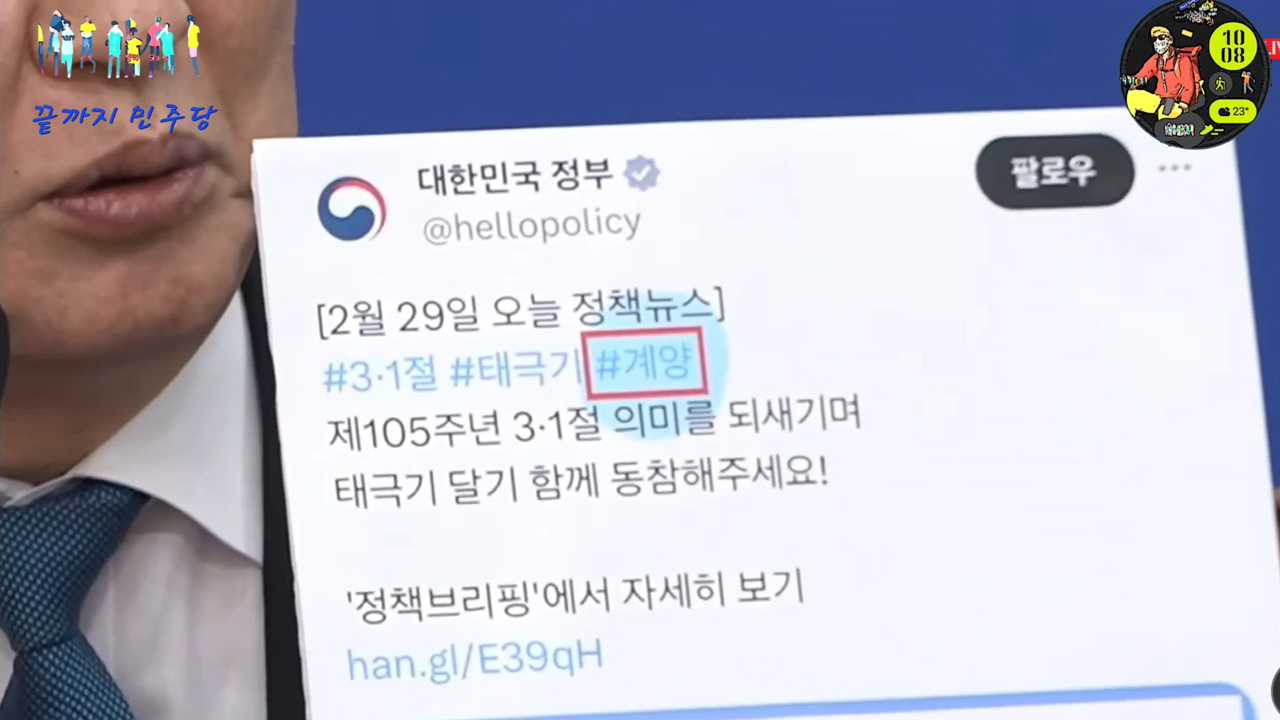 끝까지 민주당
10
08
23°
대한민국 정부
@hellopolicy
팔로우
[2월 29일 오늘 정책뉴스]
#3·1절 #태극기 #계양
제105주년 3·1절 의미를 되새기며
태극기 달기 함께 동참해주세요!
'정책브리핑'에서 자세히 보기
han.gl/E39qH